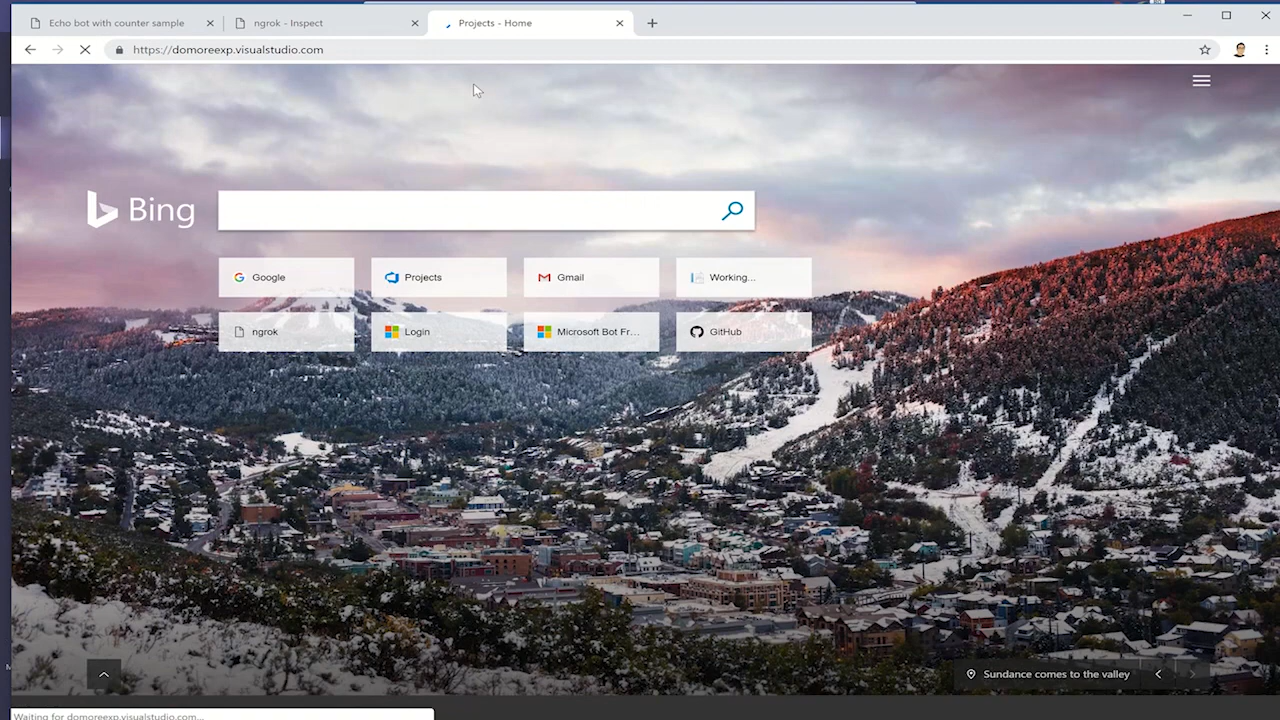 Echo bot with counter sample
ngrok - Inspect
Projects - Home
https://domoreexp.visualstudio.com
Bing
Google
Projects
Gmail
Working...
ngrok
Login
Microsoft Bot Fr...
GitHub
Sundance comes to the valley
Waiting for domoreexp.visualstudio.com...